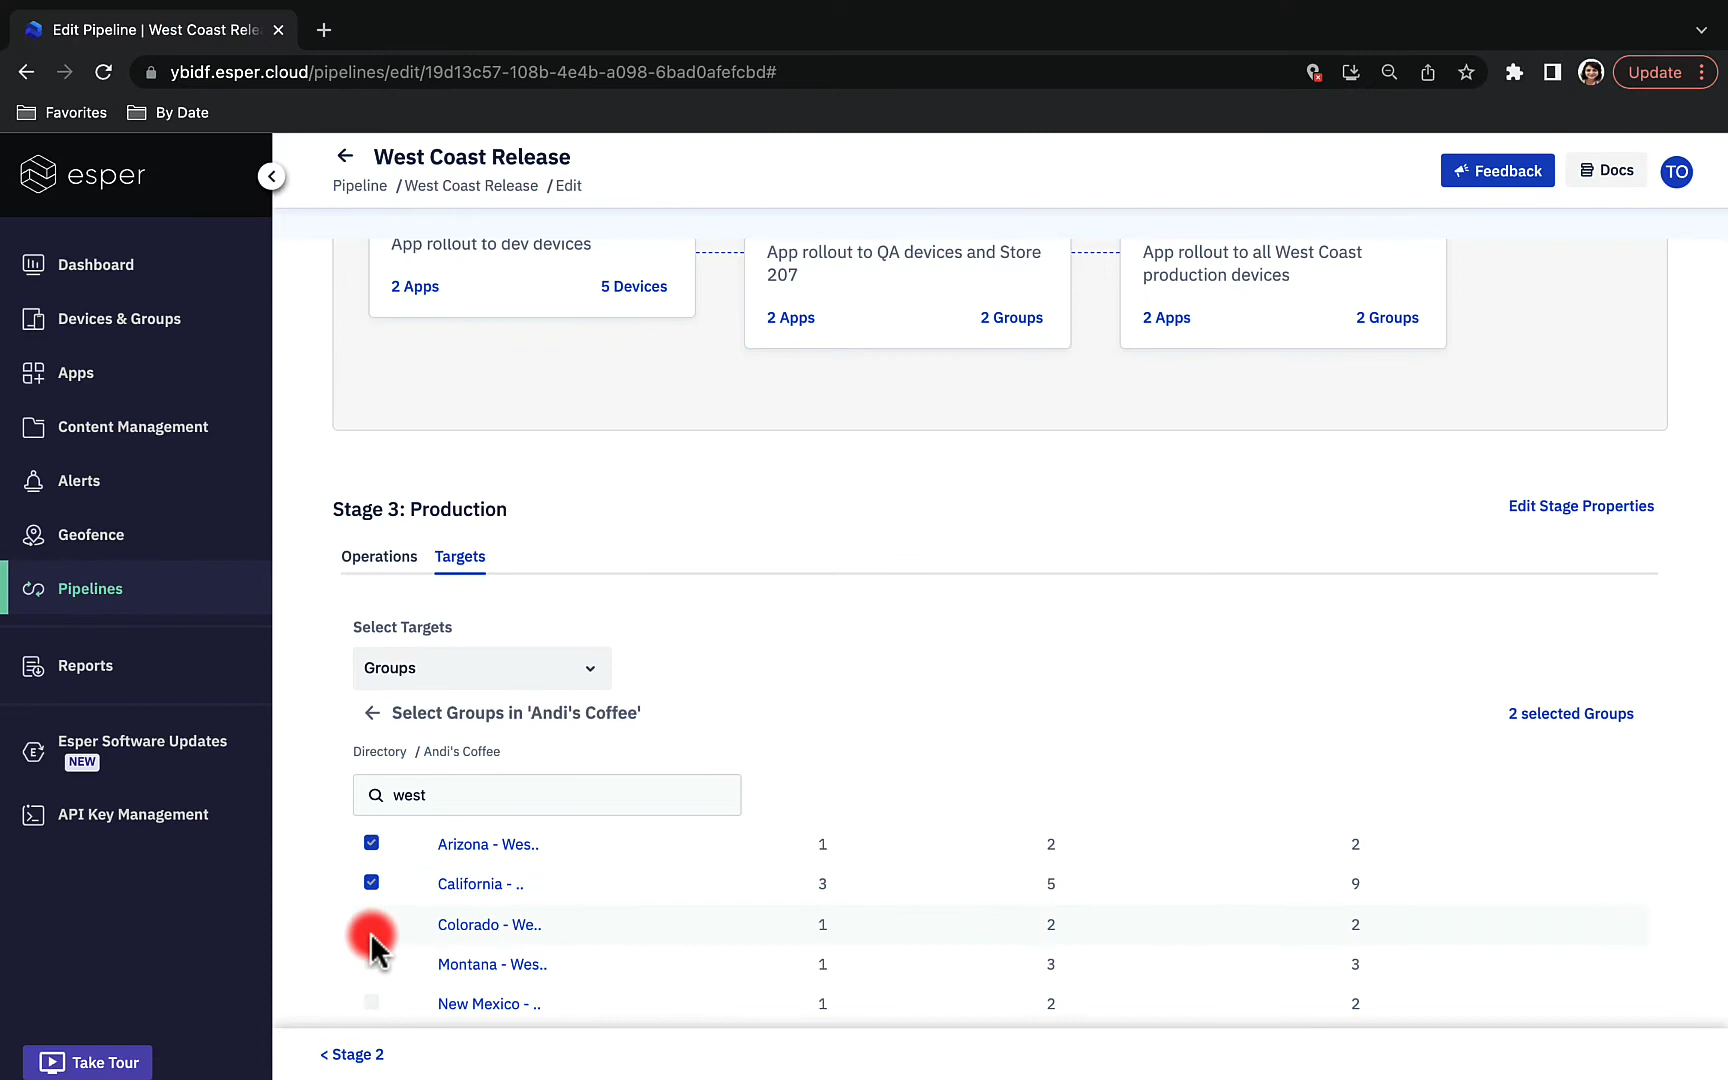 Edit Pipeline | West Coast Rele
ybidf.esper.cloud/pipelines/edit/19d13c57-108b-4e4b-a098-6bad0afefcbd#
Update
Favorites
By Date
esper
West Coast Release
Pipeline / West Coast Release / Edit
Feedback
Docs
TO
Dashboard
Devices & Groups
Apps
Content Management
Alerts
Geofence
Pipelines
Reports
Esper Software Updates
NEW
API Key Management
Take Tour
App rollout to dev devices
2 Apps
5 Devices
App rollout to QA devices and Store
207
2 Apps
2 Groups
App rollout to all West Coast
production devices
2 Apps
2 Groups
Stage 3: Production
Edit Stage Properties
Operations
Targets
Select Targets
Groups
Select Groups in 'Andi's Coffee'
2 selected Groups
Directory / Andi's Coffee
west
Arizona - Wes.. 1 2 2
California - .. 3 5 9
Colorado - We.. 1 2 2
Montana - Wes.. 1 3 3
New Mexico - .. 1 2 2
< Stage 2